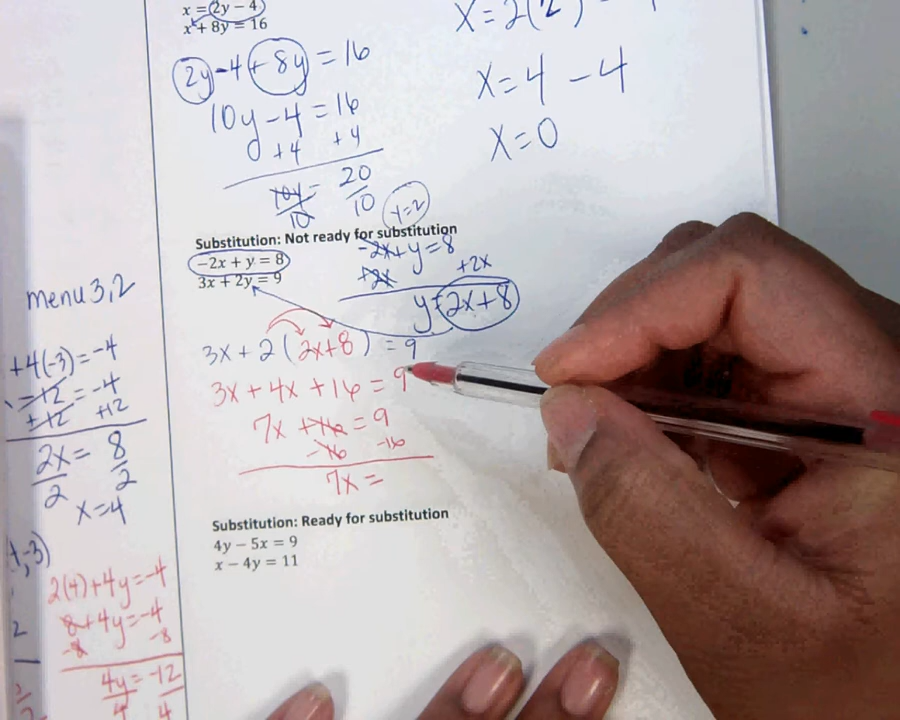 x = 2y − 4
x + 8y = 16
2y - 4 + 8y = 16
10y - 4 = 16
+4 +4
10y = 20
10 10
y=2
x=2(2)
x=4 - 4
x=0
Substitution: Not ready for substitution
−2x + y = 8
3x + 2y = 9
-2x + y = 8
+2x +2x
y=2x+8
3x + 2(2x+8) = 9
3x + 4x + 16 = 9
7x +16 = 9
-16 -16
7x =
Substitution: Ready for substitution
4y − 5x = 9
x − 4y = 11
menu 3,2
+4(-3)=-4
-12=-4
+12 +12
2x = 8
2 2
x=4
,-3)
2(4)+4y=-4
8+4y=-4
-8 -8
4y=-12
4 4
2